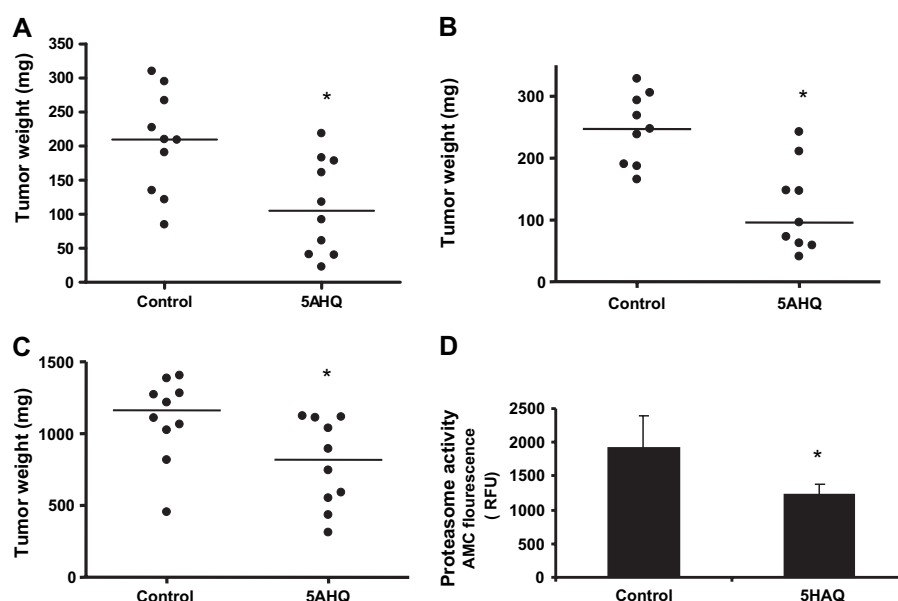 A
Tumor weight (mg)
350
300
250
200
150
100
50
0
*
Control
5AHQ
B
Tumor weight (mg)
300
200
100
0
*
Control
5AHQ
C
Tumor weight (mg)
1500
1000
500
0
*
Control
5AHQ
D
Proteasome activity
AMC flourescence
( RFU)
2500
2000
1500
1000
500
0
*
Control
5HAQ